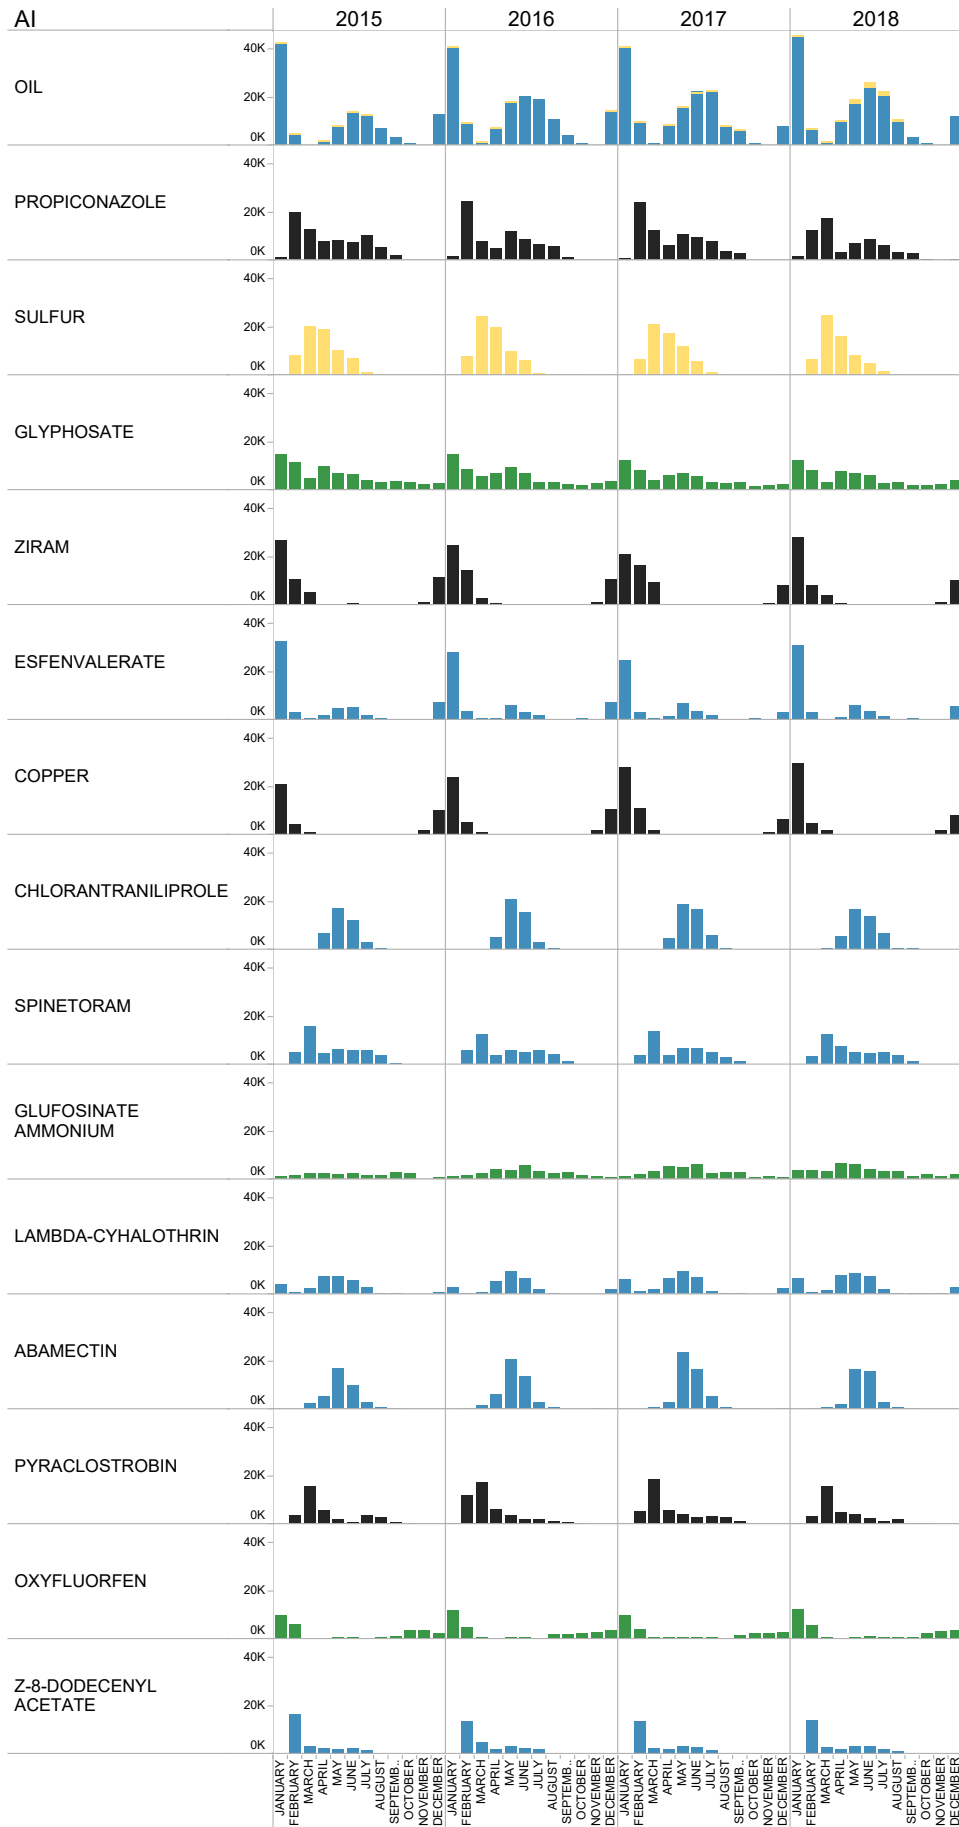 AI 2015 2016 2017 2018
OIL
40K
20K
0K
PROPICONAZOLE
40K
20K
0K
SULFUR
40K
20K
0K
GLYPHOSATE
40K
20K
0K
ZIRAM
40K
20K
0K
ESFENVALERATE
40K
20K
0K
COPPER
40K
20K
0K
CHLORANTRANILIPROLE
40K
20K
0K
SPINETORAM
40K
20K
0K
GLUFOSINATE
AMMONIUM
40K
20K
0K
LAMBDA-CYHALOTHRIN
40K
20K
0K
ABAMECTIN
40K
20K
0K
PYRACLOSTROBIN
40K
20K
0K
OXYFLUORFEN
40K
20K
0K
Z-8-DODECENYL
ACETATE
40K
20K
0K
JANUARY
FEBRUARY
MARCH
APRIL
MAY
JUNE
JULY
AUGUST
SEPTEMB..
OCTOBER
NOVEMBER
DECEMBER
JANUARY
FEBRUARY
MARCH
APRIL
MAY
JUNE
JULY
AUGUST
SEPTEMB..
OCTOBER
NOVEMBER
DECEMBER
JANUARY
FEBRUARY
MARCH
APRIL
MAY
JUNE
JULY
AUGUST
SEPTEMB..
OCTOBER
NOVEMBER
DECEMBER
JANUARY
FEBRUARY
MARCH
APRIL
MAY
JUNE
JULY
AUGUST
SEPTEMB..
OCTOBER
NOVEMBER
DECEMBER